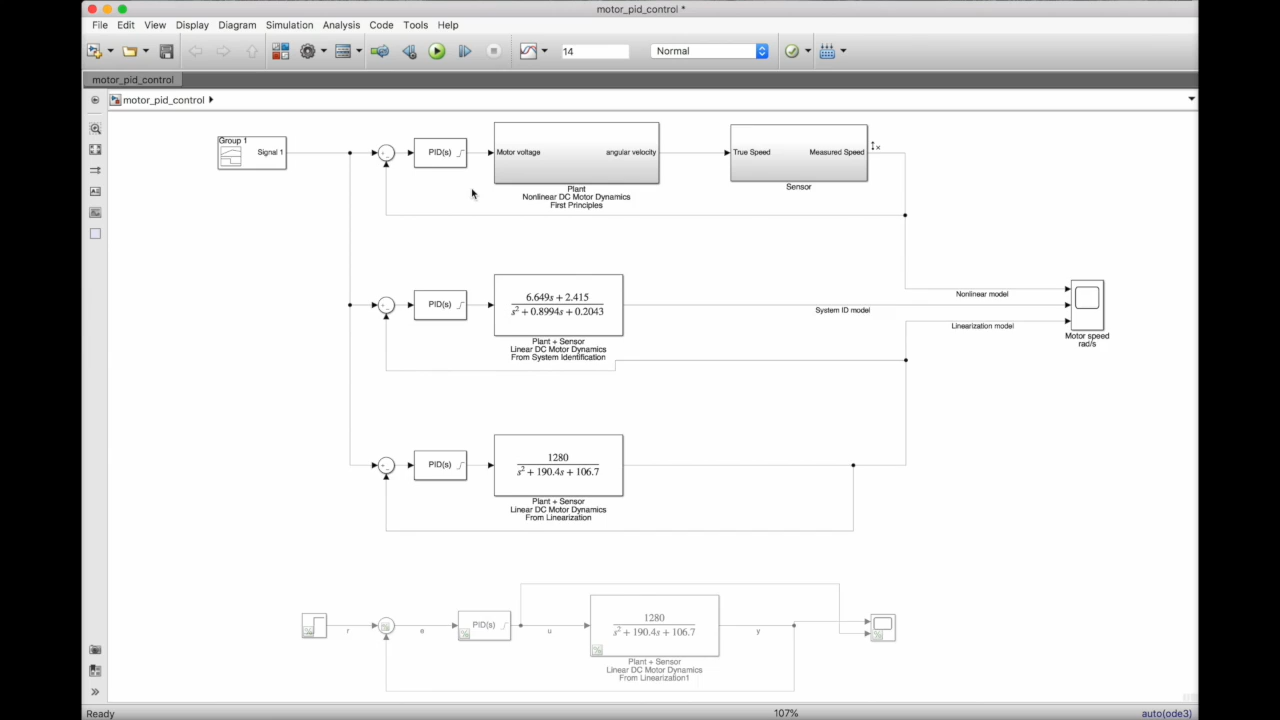 motor_pid_control *
File Edit View Display Diagram Simulation Analysis Code Tools Help
14 Normal
motor_pid_control
motor_pid_control
Group 1
Signal 1
PID(s)
Motor voltage angular velocity
True Speed Measured Speed
Plant
Nonlinear DC Motor Dynamics
First Principles
Sensor
PID(s)
6.649s + 2.415
s² + 0.8994s + 0.2043
Plant + Sensor
Linear DC Motor Dynamics
From System Identification
Nonlinear model
System ID model
Linearization model
Motor speed
rad/s
PID(s)
1280
s² + 190.4s + 106.7
Plant + Sensor
Linear DC Motor Dynamics
From Linearization
r
e
PID(s)
u
1280
s² + 190.4s + 106.7
y
Plant + Sensor
Linear DC Motor Dynamics
From Linearization1
Ready 107% auto(ode3)